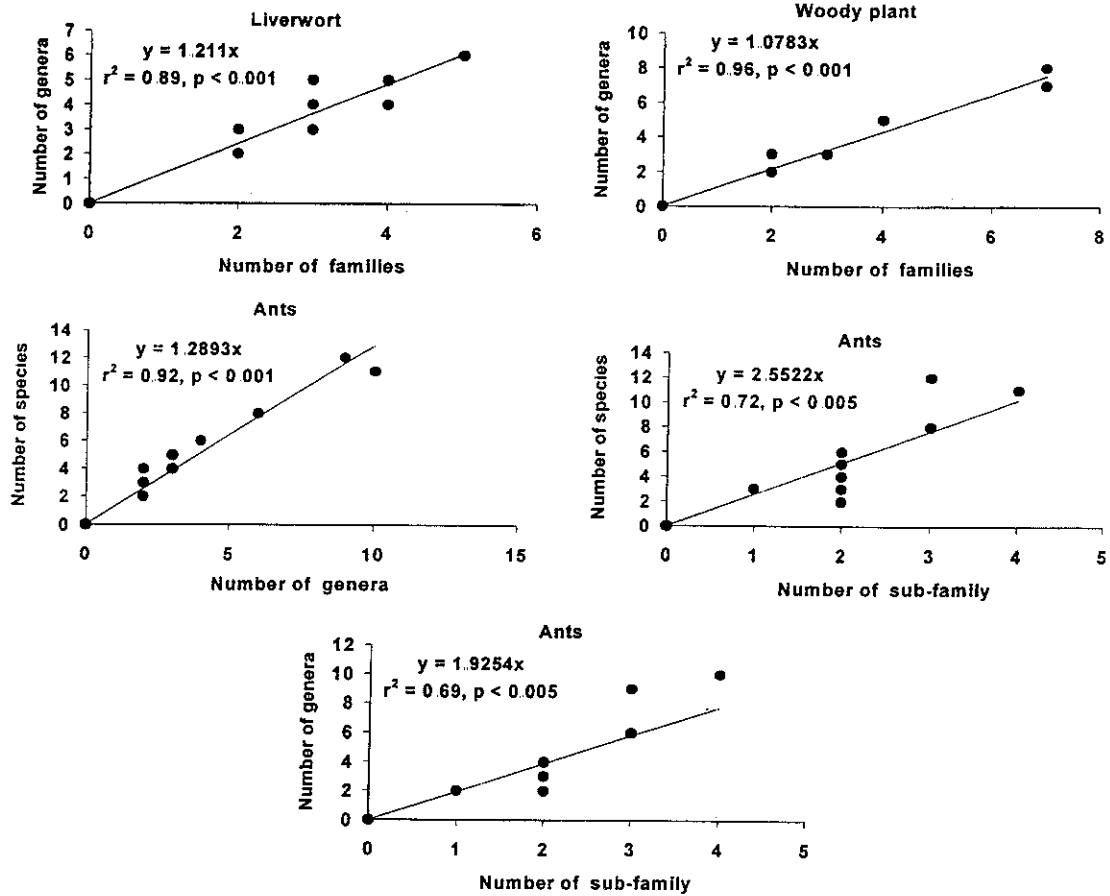 Liverwort
y = 1.211x
r² = 0.89, p < 0.001
Number of genera
6
5
4
3
2
1
0
0 2 4 6
Number of families
Woody plant
y = 1.0783x
r² = 0.96, p < 0.001
Number of genera
10
8
6
4
2
0
0 2 4 6 8
Number of families
Ants
y = 1.2893x
r² = 0.92, p < 0.001
Number of species
14
12
10
8
6
4
2
0
0 5 10 15
Number of genera
Ants
y = 2.5522x
r² = 0.72, p < 0.005
Number of species
14
12
10
8
6
4
2
0
0 1 2 3 4 5
Number of sub-family
Ants
y = 1.9254x
r² = 0.69, p < 0.005
Number of genera
12
10
8
6
4
2
0
0 1 2 3 4 5
Number of sub-family